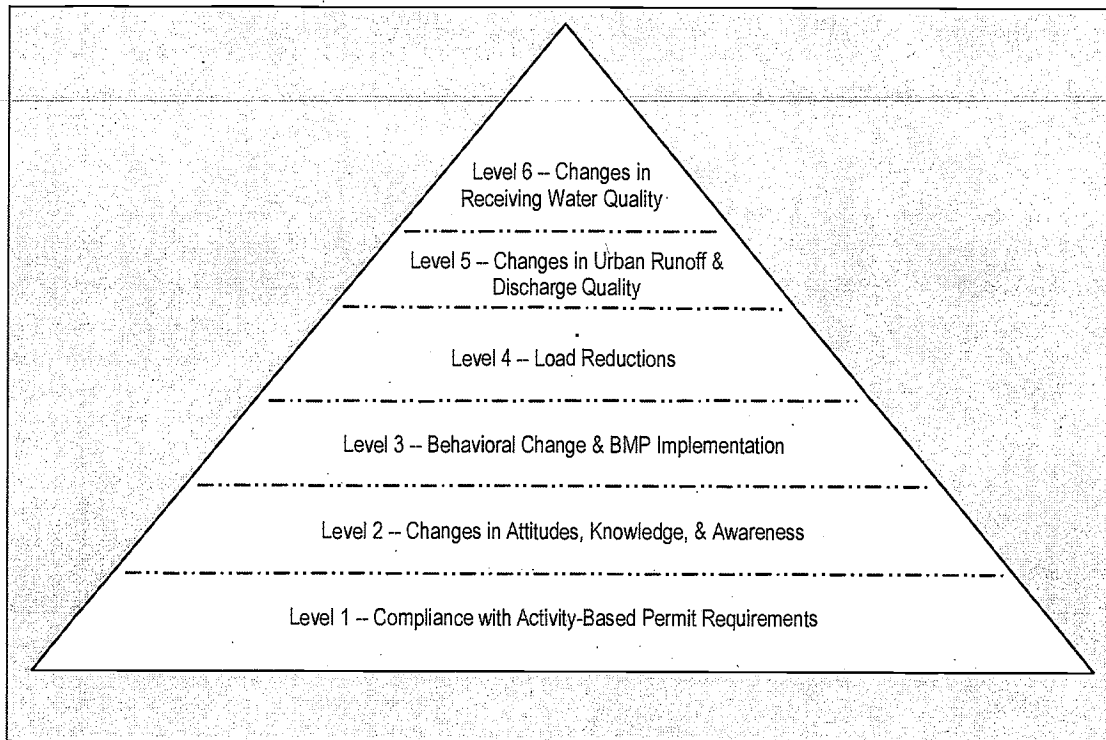 Level 6 -- Changes in
Receiving Water Quality
Level 5 -- Changes in Urban Runoff &
Discharge Quality
Level 4 -- Load Reductions
Level 3 -- Behavioral Change & BMP Implementation
Level 2 -- Changes in Attitudes, Knowledge, & Awareness
Level 1 -- Compliance with Activity-Based Permit Requirements